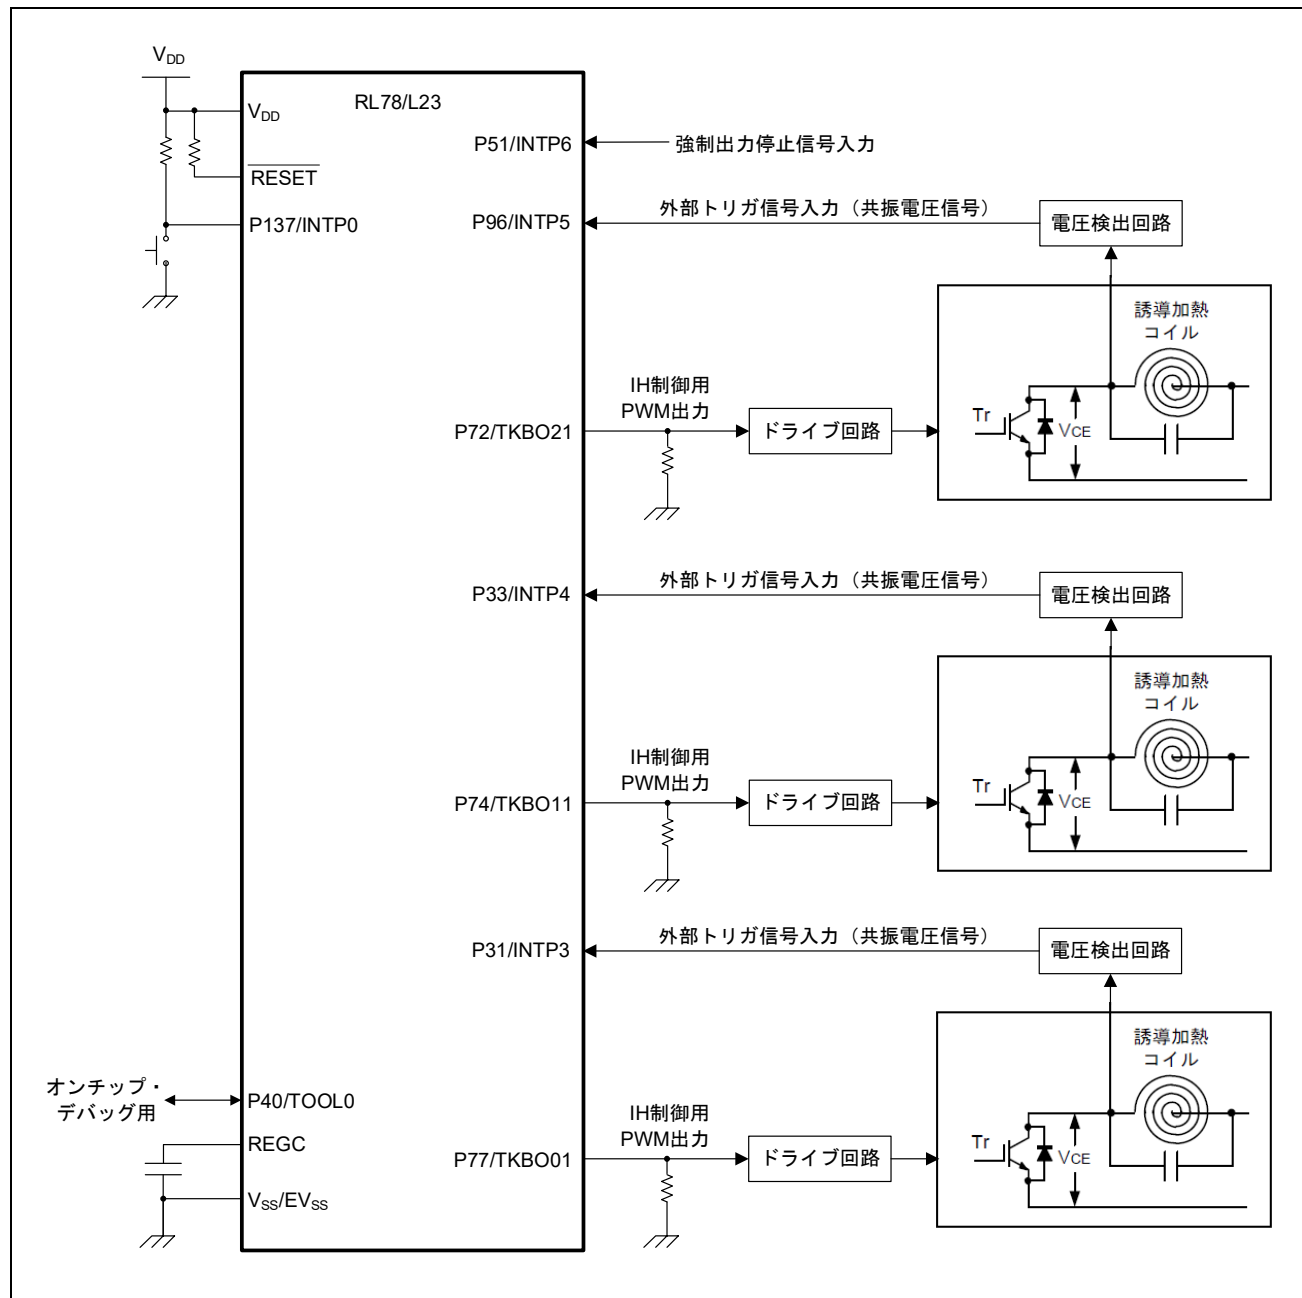 VDD
RL78/L23
VDD
RESET
P137/INTP0
P51/INTP6
強制出力停止信号入力
P96/INTP5
外部トリガ信号入力（共振電圧信号）
電圧検出回路
誘導加熱
コイル
Tr
VCE
IH制御用
PWM出力
P72/TKBO21
ドライブ回路
P33/INTP4
外部トリガ信号入力（共振電圧信号）
電圧検出回路
誘導加熱
コイル
Tr
VCE
IH制御用
PWM出力
P74/TKBO11
ドライブ回路
P31/INTP3
外部トリガ信号入力（共振電圧信号）
電圧検出回路
誘導加熱
コイル
Tr
VCE
IH制御用
PWM出力
P77/TKBO01
ドライブ回路
オンチップ・
デバッグ用
P40/TOOL0
REGC
VSS/EVSS